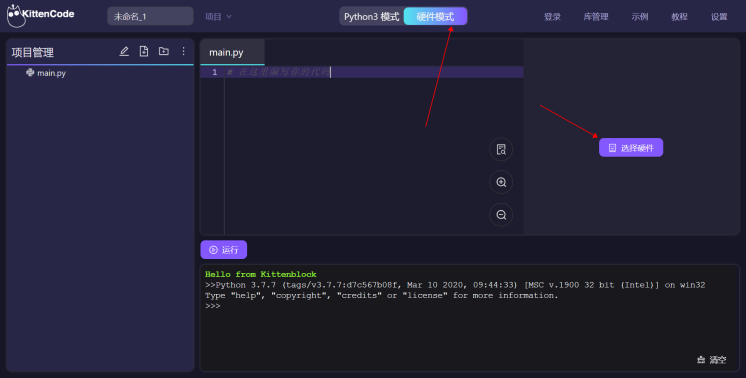 KittenCode
未命名_1
项目
Python3 模式
硬件模式
登录
库管理
示例
教程
设置
项目管理
main.py
main.py
1 # 在这里编写你的代码
选择硬件
运行
Hello from Kittenblock
>>Python 3.7.7 (tags/v3.7.7:d7c567b08f, Mar 10 2020, 09:44:33) [MSC v.1900 32 bit (Intel)] on win32
Type "help", "copyright", "credits" or "license" for more information.
>>>
清空